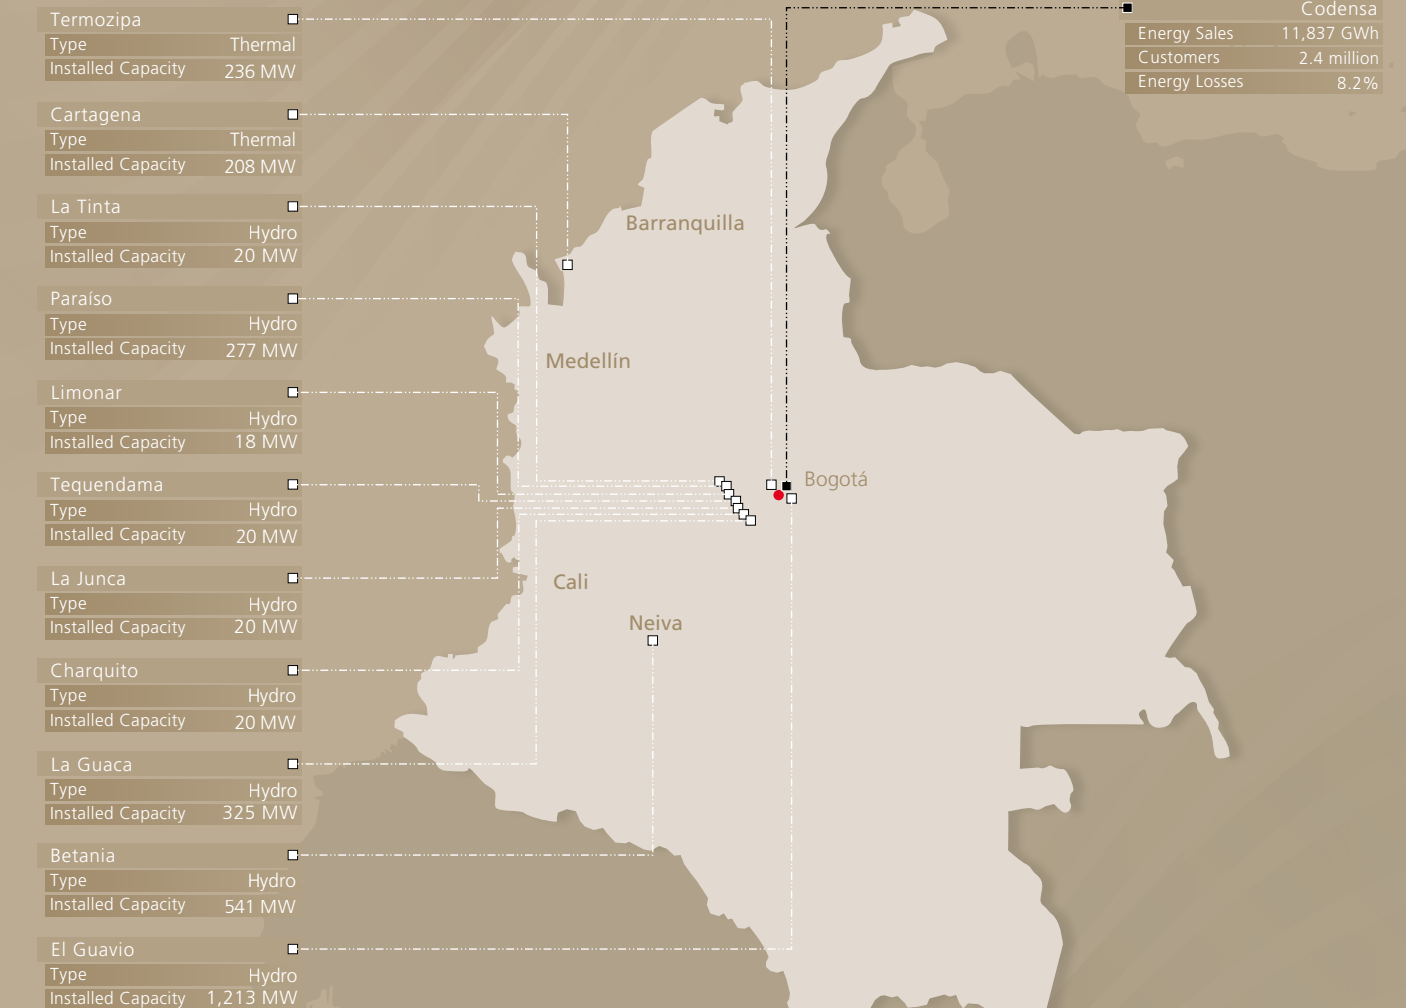 Termozipa
Type Thermal
Installed Capacity 236 MW
Cartagena
Type Thermal
Installed Capacity 208 MW
La Tinta
Type Hydro
Installed Capacity 20 MW
Paraíso
Type Hydro
Installed Capacity 277 MW
Limonar
Type Hydro
Installed Capacity 18 MW
Tequendama
Type Hydro
Installed Capacity 20 MW
La Junca
Type Hydro
Installed Capacity 20 MW
Charquito
Type Hydro
Installed Capacity 20 MW
La Guaca
Type Hydro
Installed Capacity 325 MW
Betania
Type Hydro
Installed Capacity 541 MW
El Guavio
Type Hydro
Installed Capacity 1,213 MW
Barranquilla
Medellín
Bogotá
Cali
Neiva
Codensa
Energy Sales 11,837 GWh
Customers 2.4 million
Energy Losses 8.2%